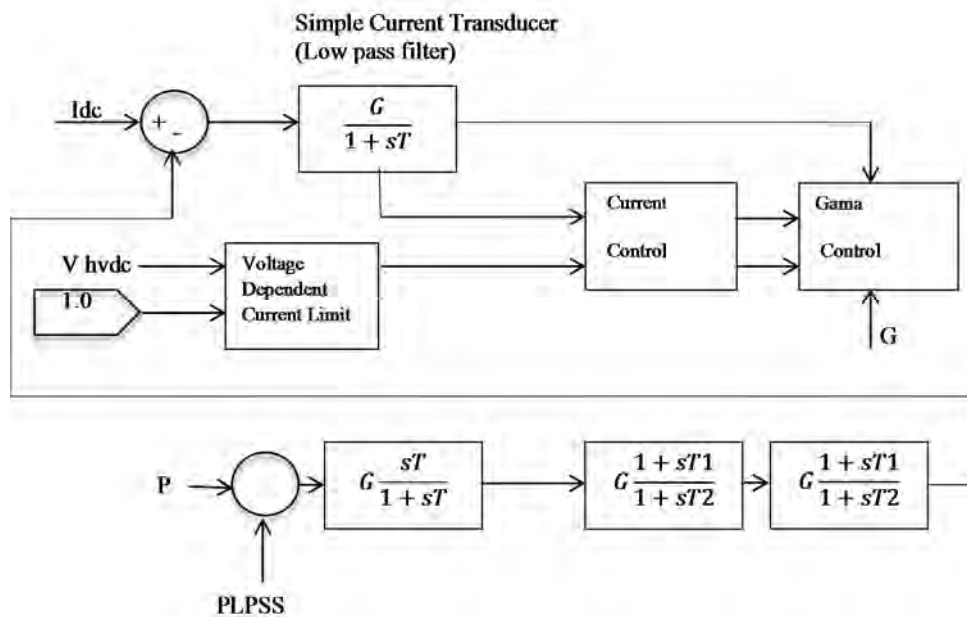 Simple Current Transducer
(Low pass filter)
Idc
+ -
G
1 + sT
V hvdc
1.0
Voltage
Dependent
Current Limit
Current
Control
Gama
Control
G
P
PLPSS
G sT
1 + sT
G 1 + sT1
1 + sT2
G 1 + sT1
1 + sT2